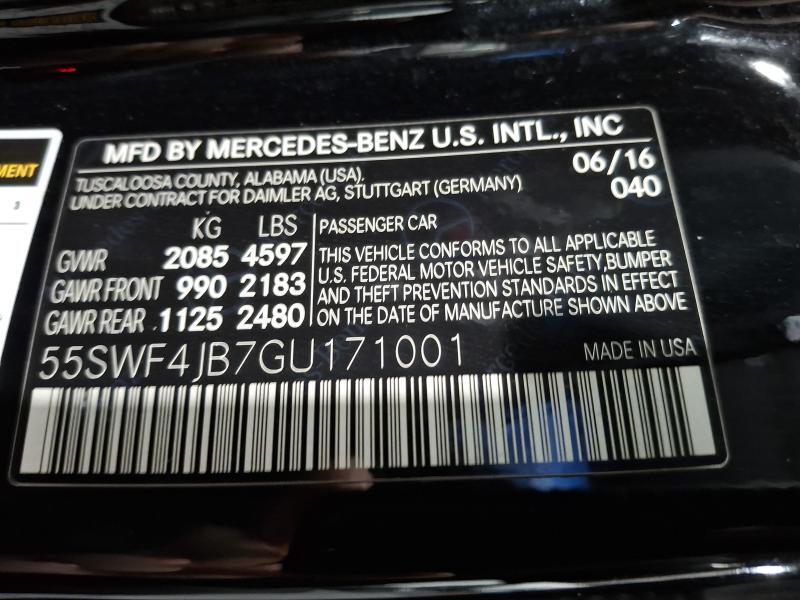 MENT
3
MFD BY MERCEDES-BENZ U.S. INTL., INC
TUSCALOOSA COUNTY, ALABAMA (USA). 06/16
UNDER CONTRACT FOR DAIMLER AG, STUTTGART (GERMANY) 040
KG LBS PASSENGER CAR
GVWR 2085 4597
GAWR FRONT 990 2183
GAWR REAR 1125 2480
THIS VEHICLE CONFORMS TO ALL APPLICABLE
U.S. FEDERAL MOTOR VEHICLE SAFETY, BUMPER
AND THEFT PREVENTION STANDARDS IN EFFECT
ON THE DATE OF MANUFACTURE SHOWN ABOVE
55SWF4JB7GU171001 MADE IN USA